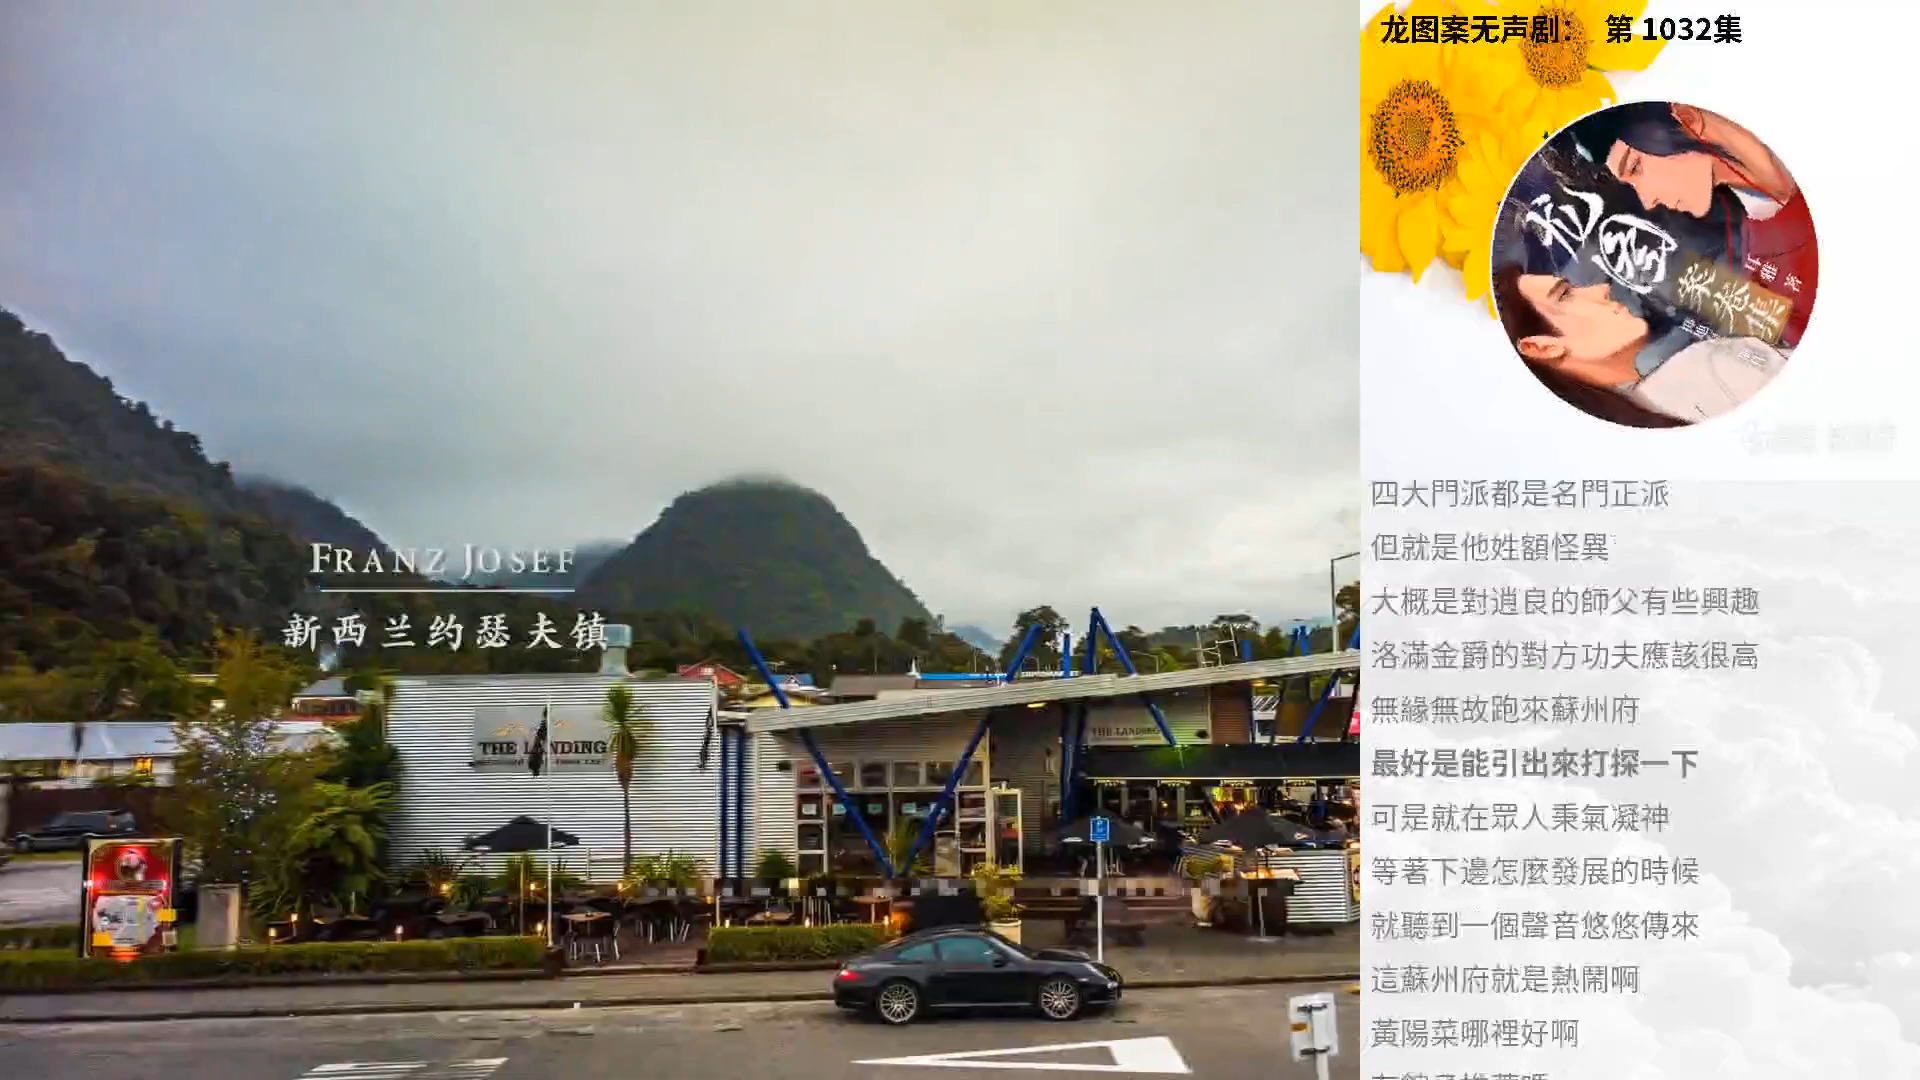 龙图案无声剧： 第 1032集
龙图
案卷集
FRANZ JOSEF
新西兰约瑟夫镇
THE LANDING
THE LANDING
四大門派都是名門正派
但就是他姓額怪異
大概是對逍良的師父有些興趣
洛滿金爵的對方功夫應該很高
無緣無故跑來蘇州府
最好是能引出來打探一下
可是就在眾人秉氣凝神
等著下邊怎麼發展的時候
就聽到一個聲音悠悠傳來
這蘇州府就是熱鬧啊
黃陽菜哪裡好啊